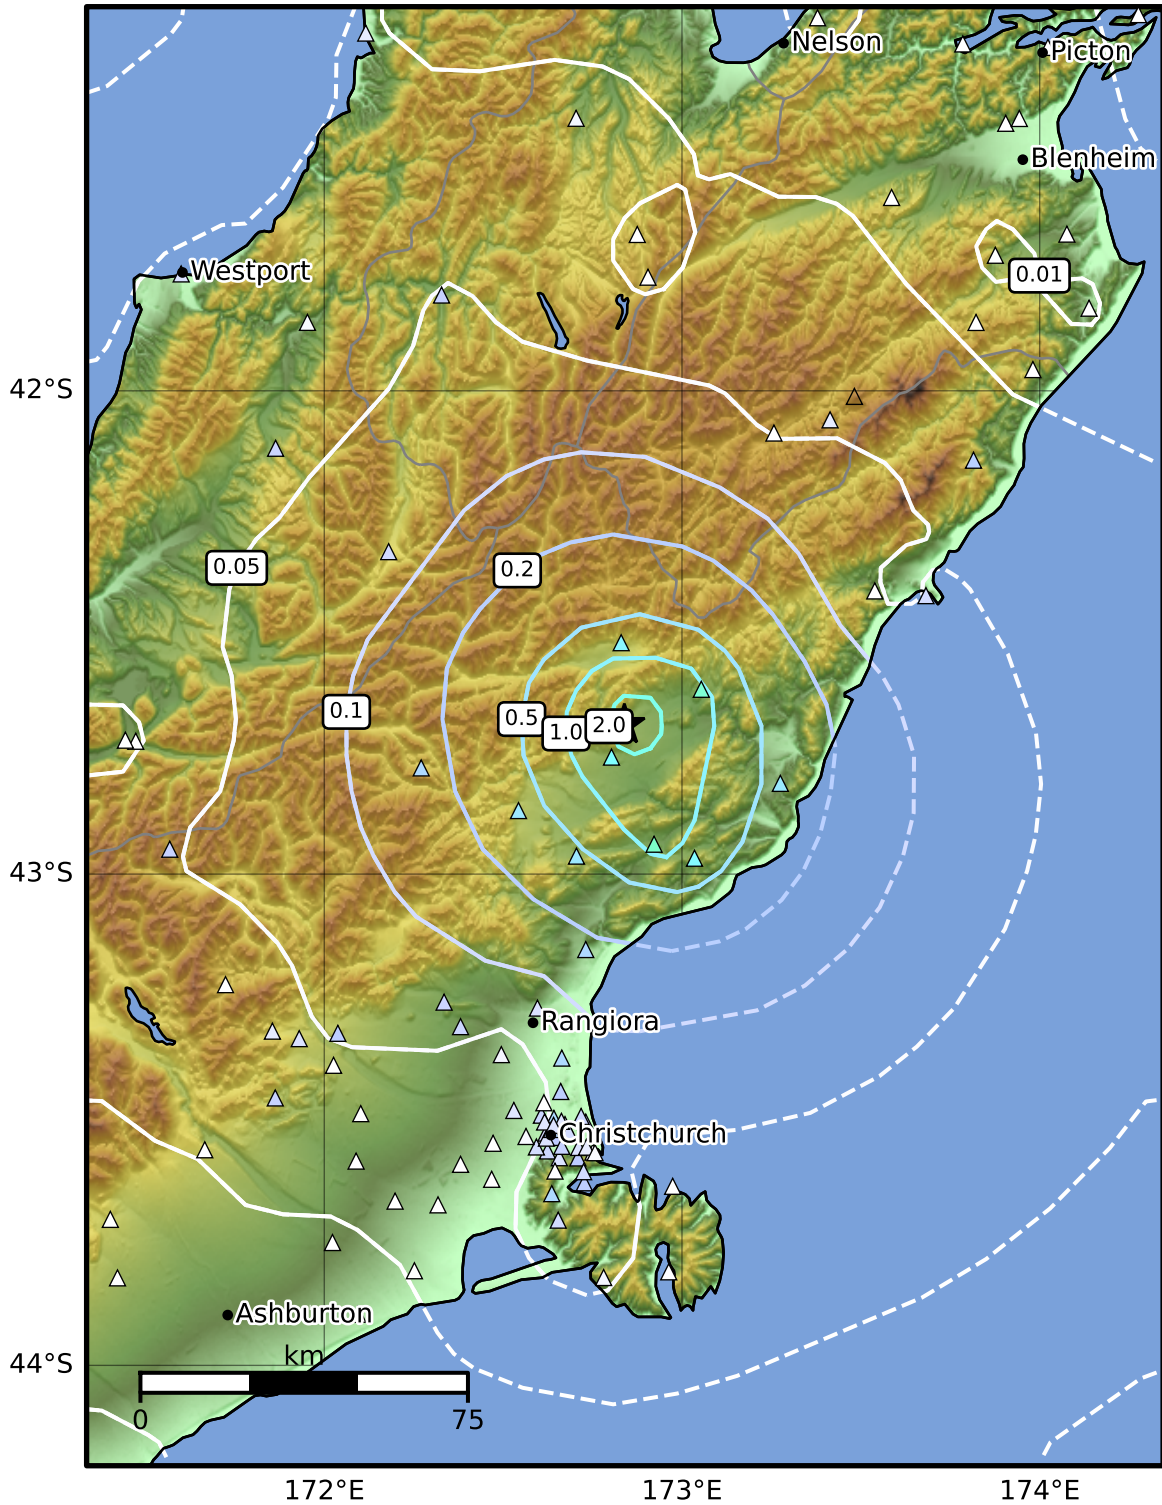 Nelson
Picton
Blenheim
Westport
0.01
42°S
0.05
0.2
0.1
0.5
1.0
2.0
43°S
Rangiora
Christchurch
Ashburton
km
44°S
0
75
172°E
173°E
174°E